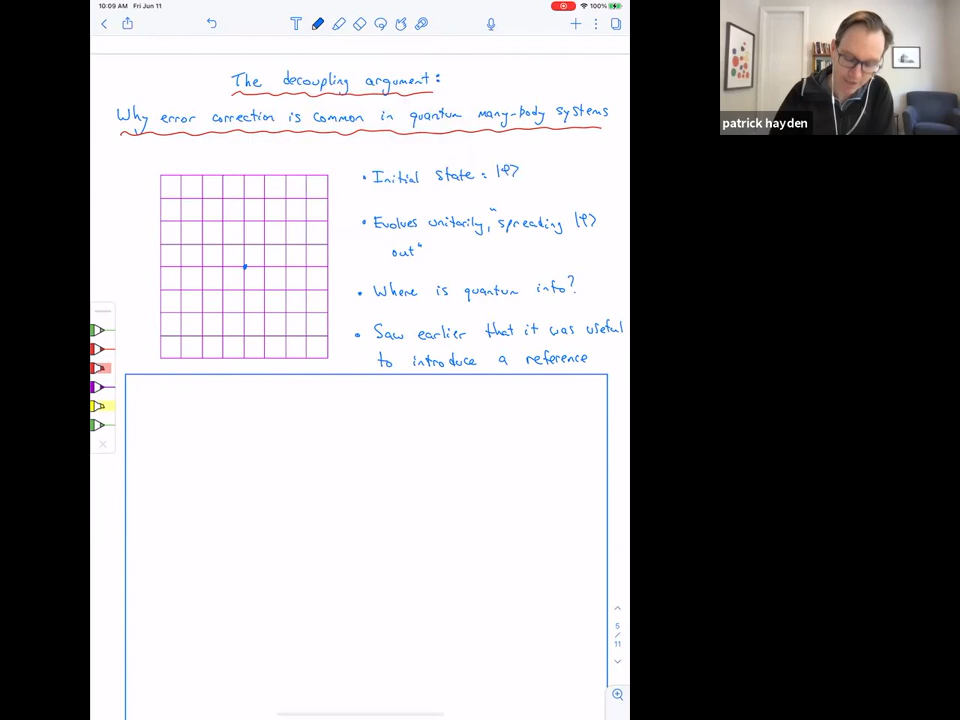 10:09 AM Fri Jun 11
100%
T
The decoupling argument:
Why error correction is common in quantum many-body systems
• Initial state: |φ⟩
• Evolves unitarily, "spreading |φ⟩
out"
• Where is quantum info?
• Saw earlier that it was useful
to introduce a reference
5
/
11
patrick hayden